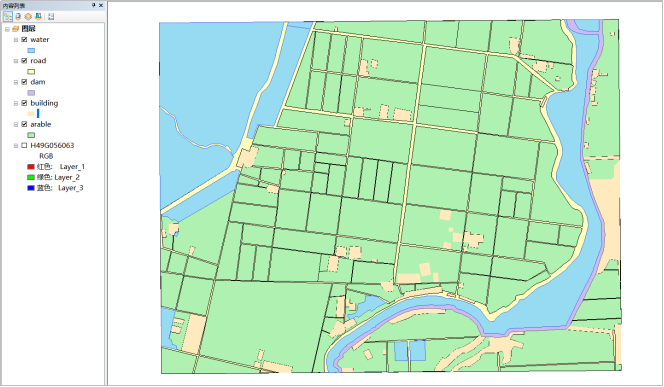 内容列表
图层
water
road
dam
building
arable
H49G056063
RGB
红色: Layer_1
绿色: Layer_2
蓝色: Layer_3